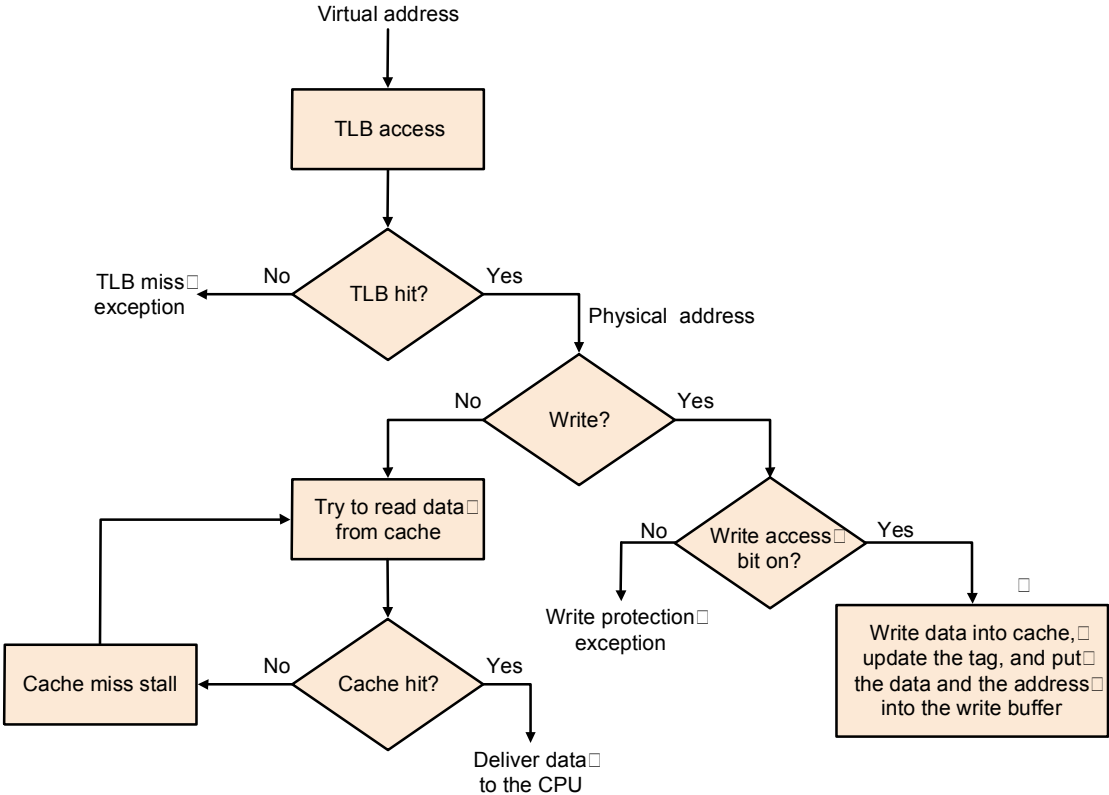 Virtual address
TLB access
TLB hit?
No
Yes
TLB miss
exception
Physical address
Write?
No
Yes
Try to read data
from cache
Write access
bit on?
No
Yes
Write protection
exception
Write data into cache,
update the tag, and put
the data and the address
into the write buffer
Cache hit?
No
Yes
Cache miss stall
Deliver data
to the CPU